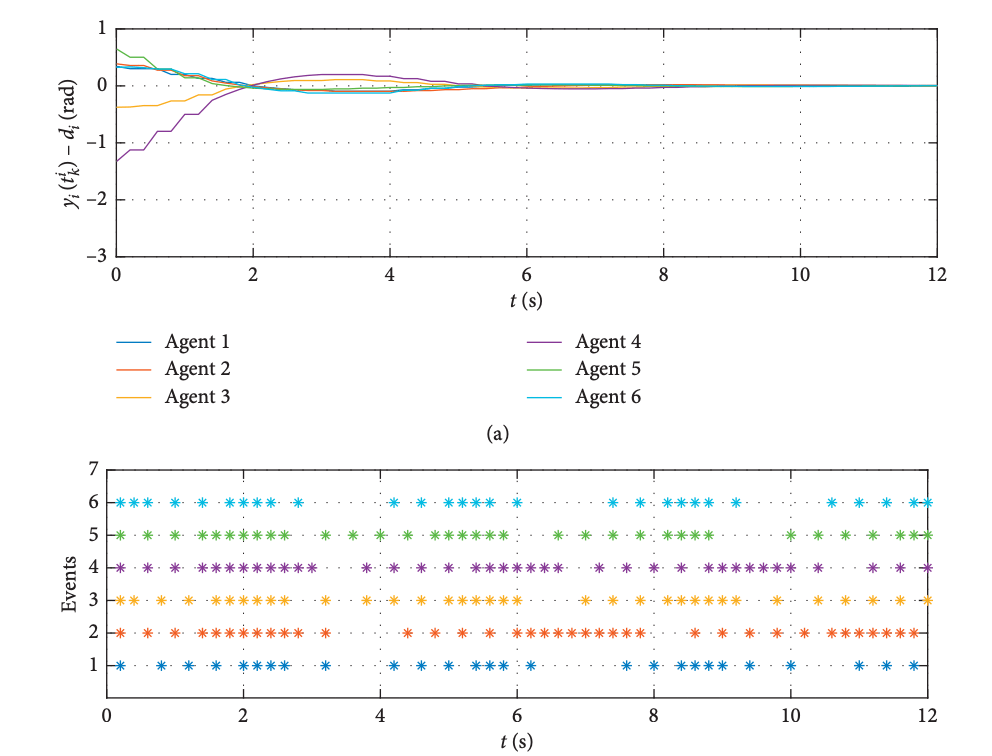 1
0
–1
–2
–3
y_i (t_k^i) – d_i (rad)
0 2 4 6 8 10 12
t (s)
Agent 1 Agent 4
Agent 2 Agent 5
Agent 3 Agent 6
(a)
7
6
5
4
3
2
1
Events
0 2 4 6 8 10 12
t (s)